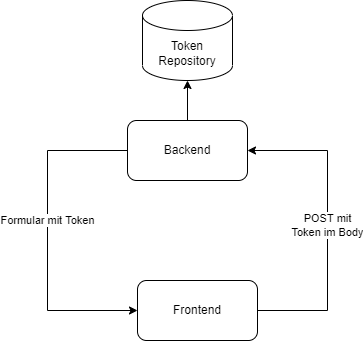 Token
Repository
Backend
Formular mit Token
POST mit
Token im Body
Frontend